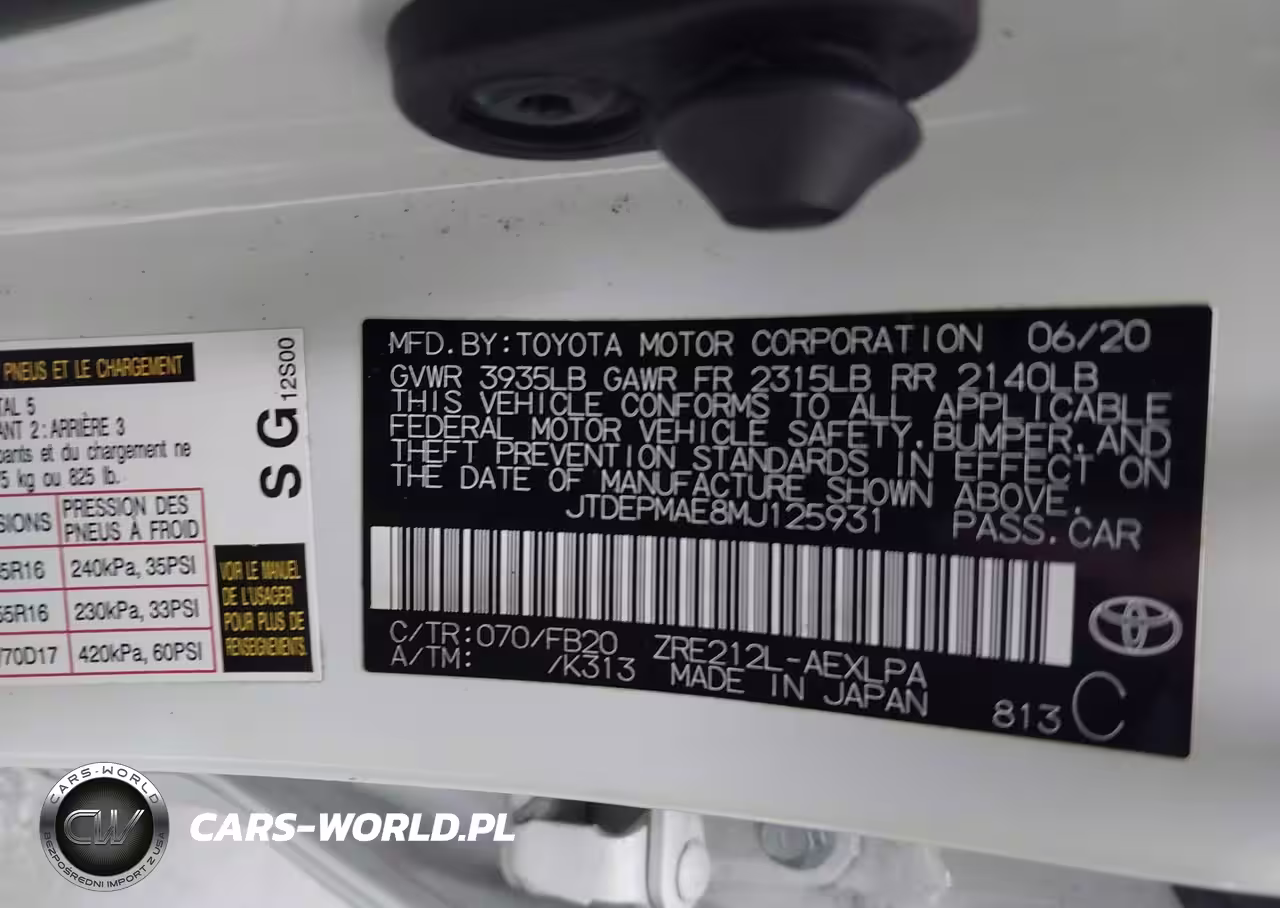 PNEUS ET LE CHARGEMENT
TAL 5
ANT 2: ARRIÈRE 3
pants et du chargement ne
5 kg ou 825 lb.
SIONS
PRESSION DES
PNEUS À FROID
5R16
240kPa, 35PSI
55R16
230kPa, 33PSI
/70D17
420kPa, 60PSI
SG
12S00
VOIR LE MANUEL
DE L'USAGER
POUR PLUS DE
RENSEIGNEMENTS.
MFD. BY: TOYOTA MOTOR CORPORATION 06/20
GVWR 3935LB GAWR FR 2315LB RR 2140LB
THIS VEHICLE CONFORMS TO ALL APPLICABLE
FEDERAL MOTOR VEHICLE SAFETY, BUMPER, AND
THEFT PREVENTION STANDARDS IN EFFECT ON
THE DATE OF MANUFACTURE SHOWN ABOVE.
JTDEPMAE8MJ125931 PASS. CAR
C/TR: 070/FB20 ZRE212L-AEXLPA
A/TM: /K313 MADE IN JAPAN
813 C
CARS-WORLD
CW
BEZPOŚREDNI IMPORT Z USA
CARS-WORLD.PL